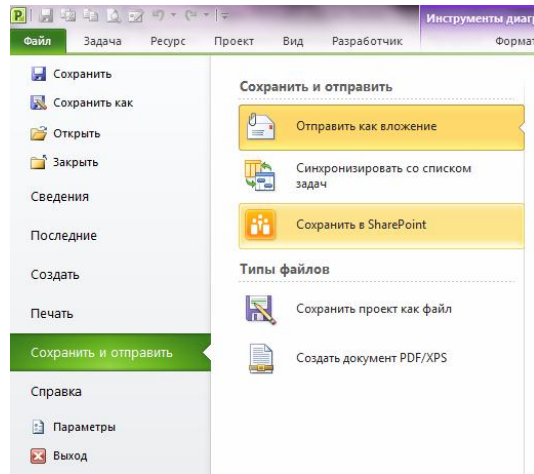 Инструменты диагр
Файл Задача Ресурс Проект Вид Разработчик Формат
Сохранить
Сохранить как
Открыть
Закрыть
Сведения
Последние
Создать
Печать
Сохранить и отправить
Справка
Параметры
Выход
Сохранить и отправить
Отправить как вложение
Синхронизировать со списком
задач
Сохранить в SharePoint
Типы файлов
Сохранить проект как файл
Создать документ PDF/XPS